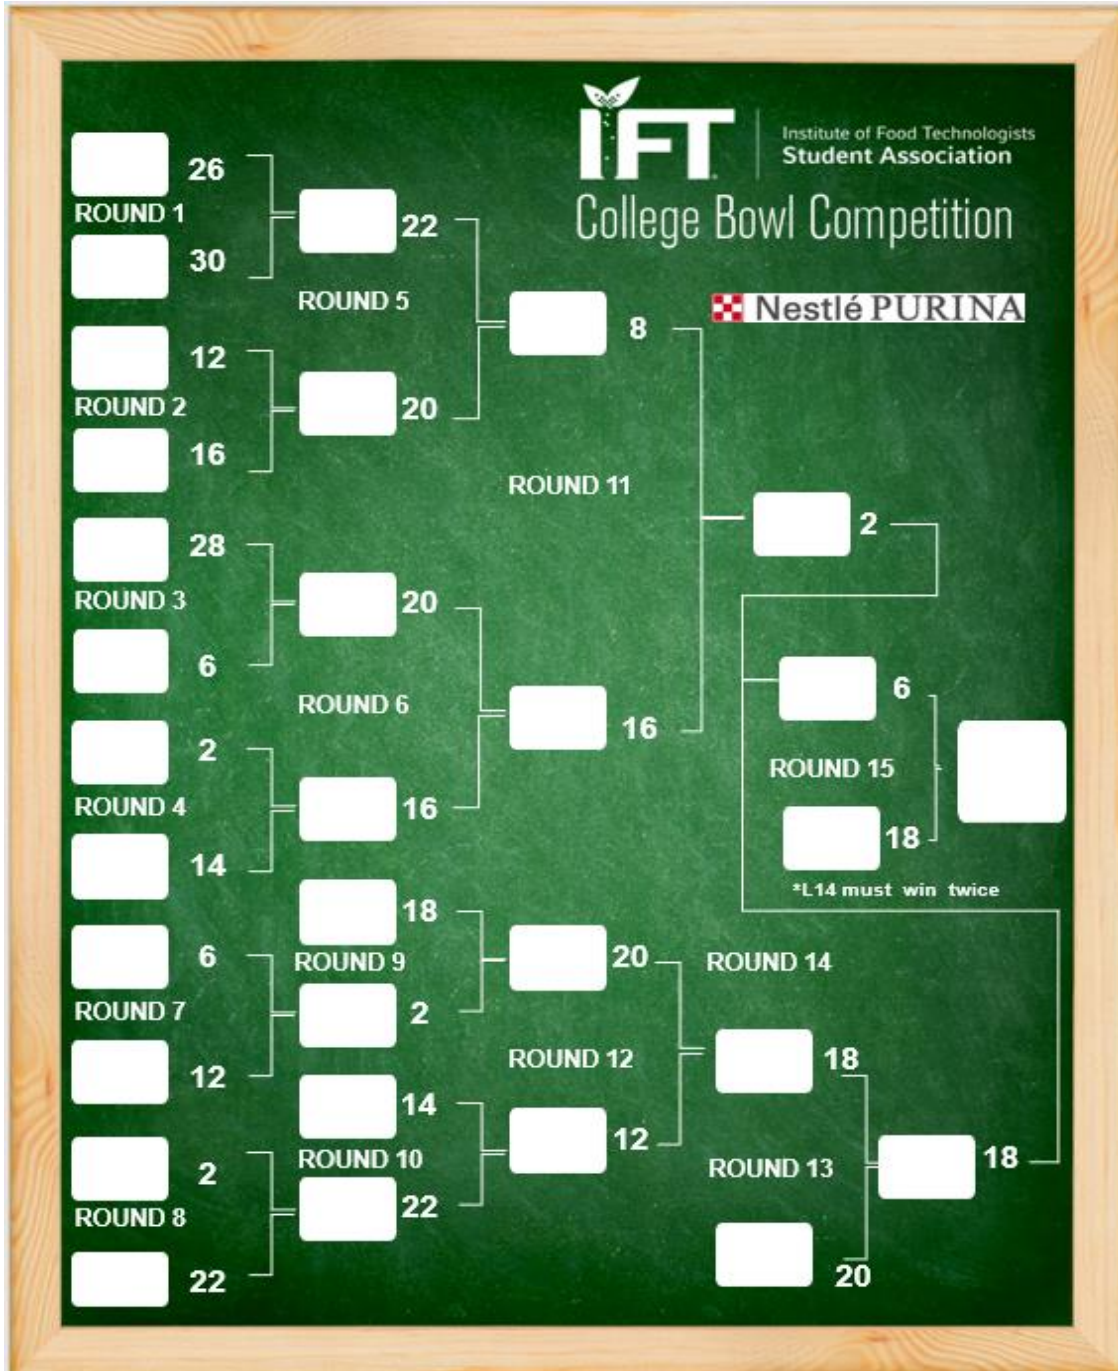 IFT
Institute of Food Technologists
Student Association
College Bowl Competition
Nestlé PURINA
26
ROUND 1
30
22
ROUND 5
8
12
ROUND 2
20
16
ROUND 11
28
2
ROUND 3
20
6
6
ROUND 6
16
2
ROUND 15
ROUND 4
16
14
18
*L14 must win twice
18
6
ROUND 9
20
ROUND 14
ROUND 7
2
12
ROUND 12
18
14
2
ROUND 10
12
ROUND 13
18
ROUND 8
22
22
20